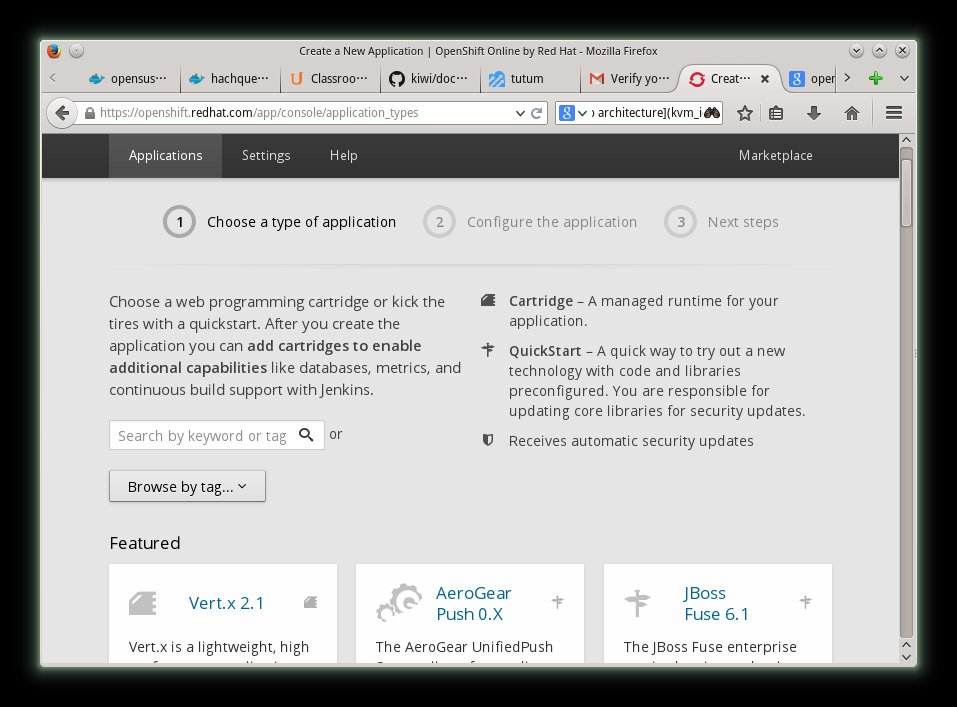 Create a New Application | OpenShift Online by Red Hat - Mozilla Firefox
opensus··· hachque··· Classroo··· kiwi/doc··· tutum Verify yo··· Creat··· oper
https://openshift.redhat.com/app/console/application_types architecture](kvm_i
Applications Settings Help Marketplace
1 Choose a type of application 2 Configure the application 3 Next steps
Choose a web programming cartridge or kick the
tires with a quickstart. After you create the
application you can add cartridges to enable
additional capabilities like databases, metrics, and
continuous build support with Jenkins.
Search by keyword or tag or
Browse by tag...
Cartridge – A managed runtime for your
application.
QuickStart – A quick way to try out a new
technology with code and libraries
preconfigured. You are responsible for
updating core libraries for security updates.
Receives automatic security updates
Featured
Vert.x 2.1
Vert.x is a lightweight, high
AeroGear
Push 0.X
The AeroGear UnifiedPush
JBoss
Fuse 6.1
The JBoss Fuse enterprise